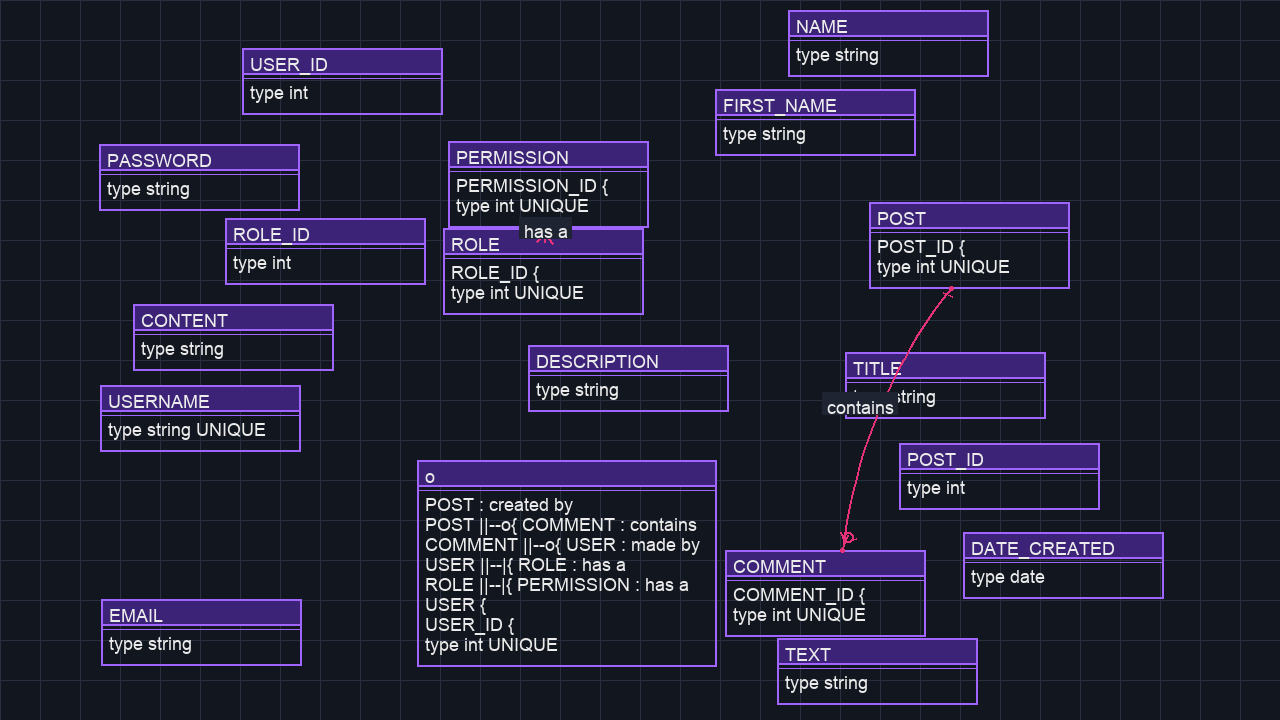 NAME
type string
USER_ID
type int
FIRST_NAME
type string
PASSWORD
type string
PERMISSION
PERMISSION_ID {
type int UNIQUE
has a
ROLE_ID
type int
ROLE
ROLE_ID {
type int UNIQUE
POST
POST_ID {
type int UNIQUE
CONTENT
type string
DESCRIPTION
type string
TITLE
string
contains
USERNAME
type string UNIQUE
POST_ID
type int
o
POST : created by
POST ||--o{ COMMENT : contains
COMMENT ||--o{ USER : made by
USER ||--|{ ROLE : has a
ROLE ||--|{ PERMISSION : has a
USER {
USER_ID {
type int UNIQUE
DATE_CREATED
type date
COMMENT
COMMENT_ID {
type int UNIQUE
EMAIL
type string
TEXT
type string